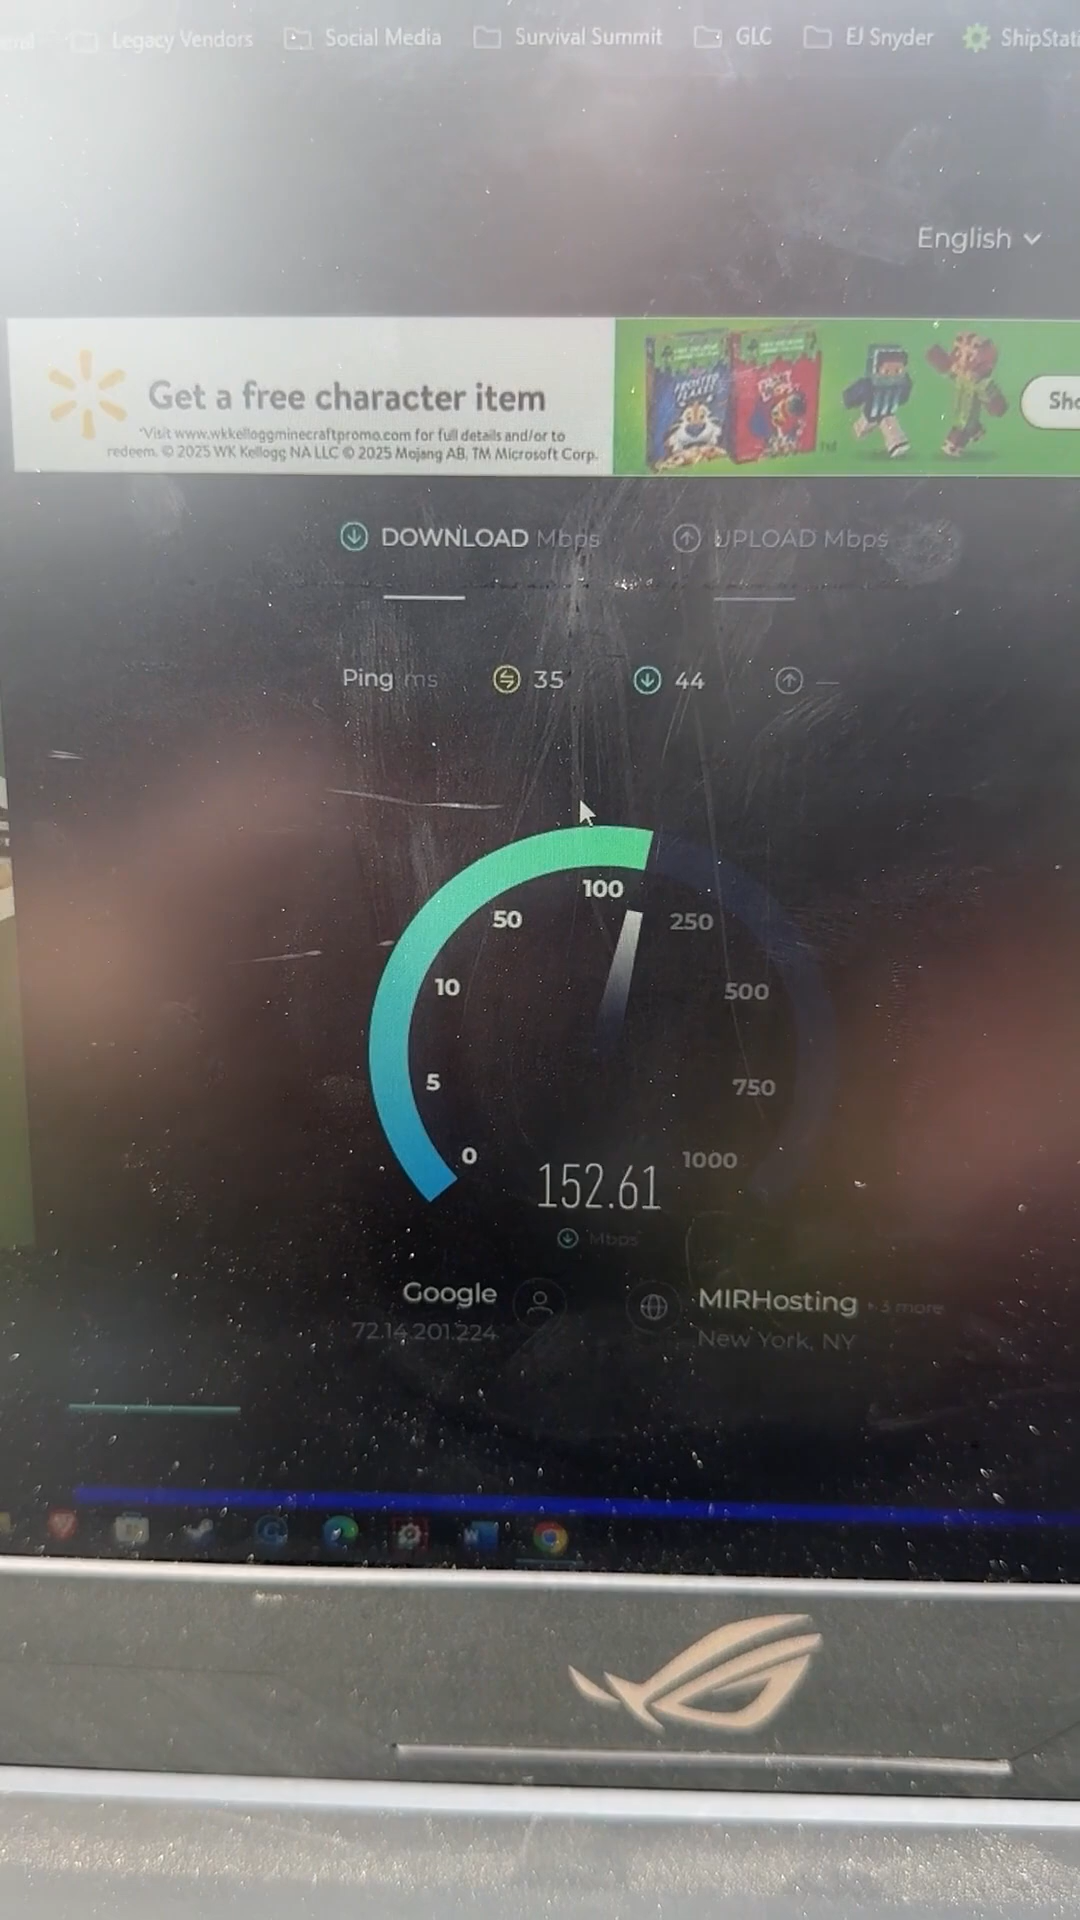 Legacy Vendors
Social Media
Survival Summit
GLC
EJ Snyder
English
Get a free character item
*Visit www.wkkelloggminecraftpromo.com for full details and/or to
redeem. © 2025 WK Kellogg NA LLC © 2025 Mojang AB, TM Microsoft Corp.
DOWNLOAD Mbps
UPLOAD Mbps
Ping ms
35
44
100
50
250
10
500
5
750
0
1000
152.61
Mbps
Google
72.14.201.224
MIRHosting
+3 more
New York, NY